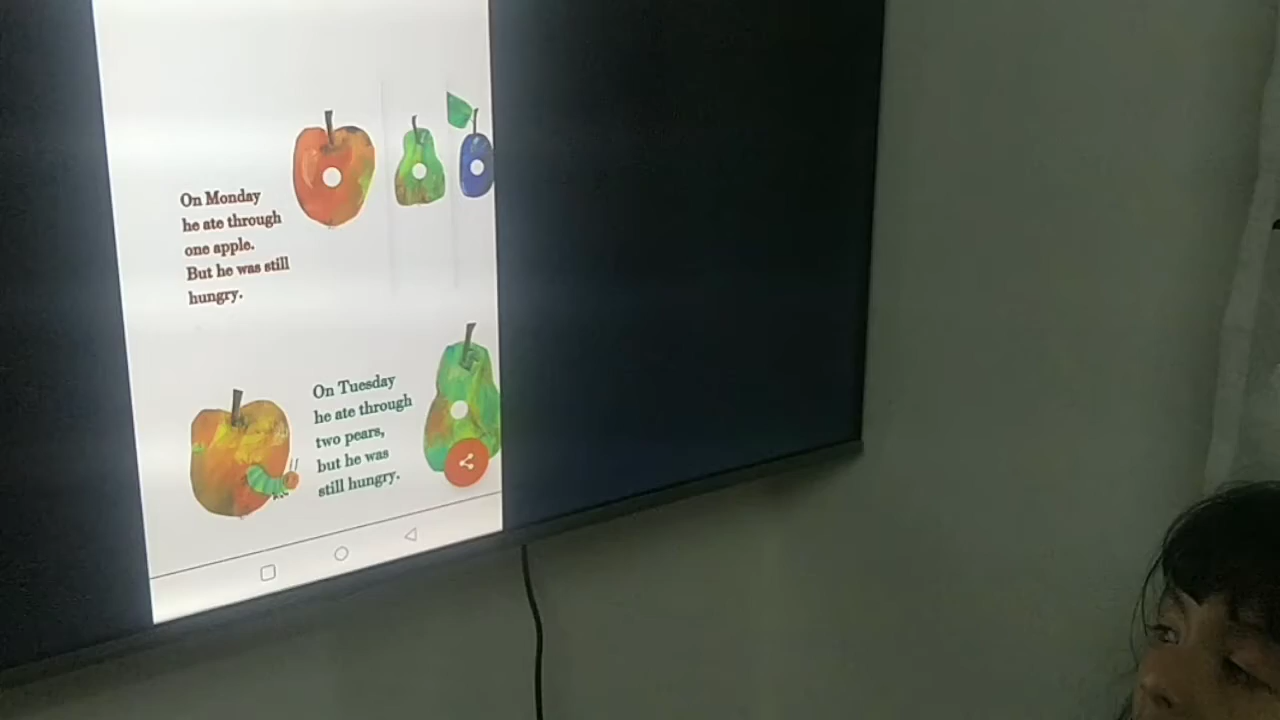 On Monday
he ate through
one apple.
But he was still
hungry.
On Tuesday
he ate through
two pears,
but he was
still hungry.